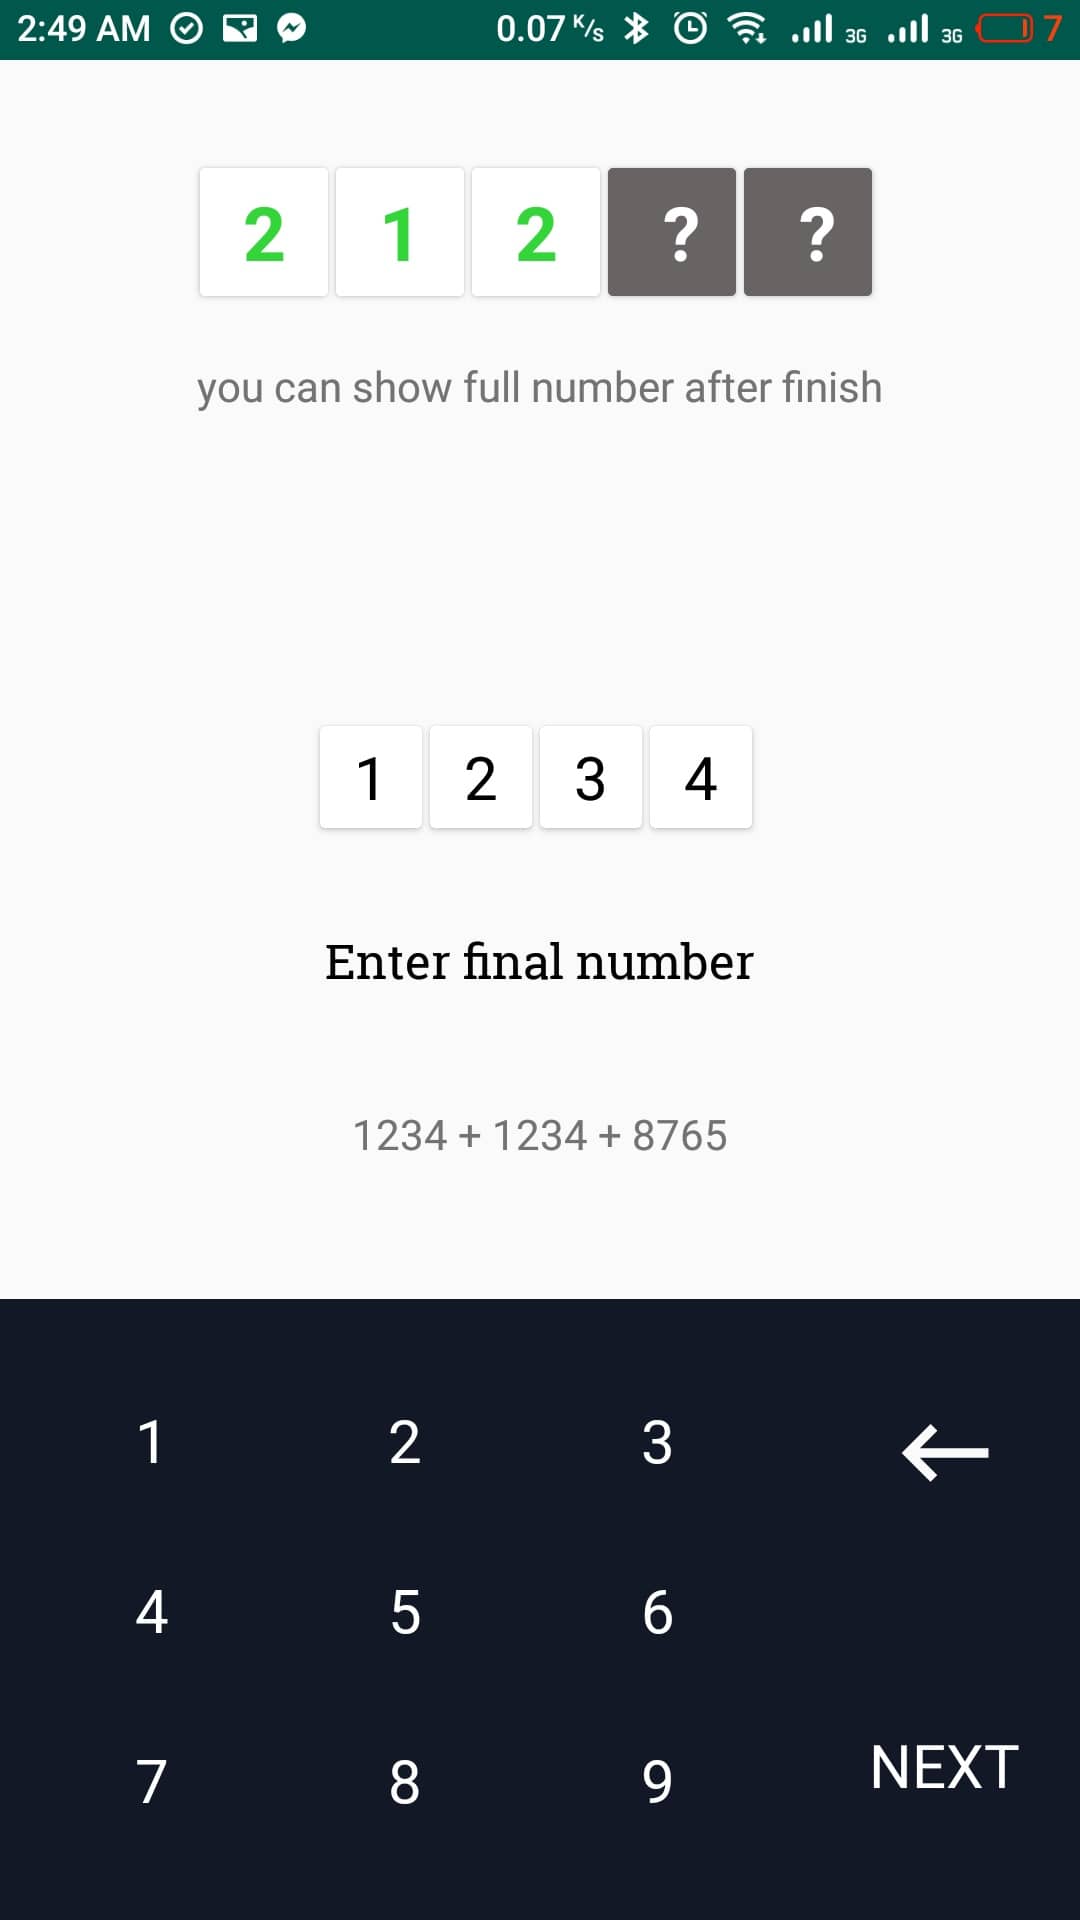 2:49 AM 0.07 K/s 3G 3G 7
2 1 2 ? ?
you can show full number after finish
1 2 3 4
Enter final number
1234 + 1234 + 8765
1 2 3
4 5 6
7 8 9 NEXT